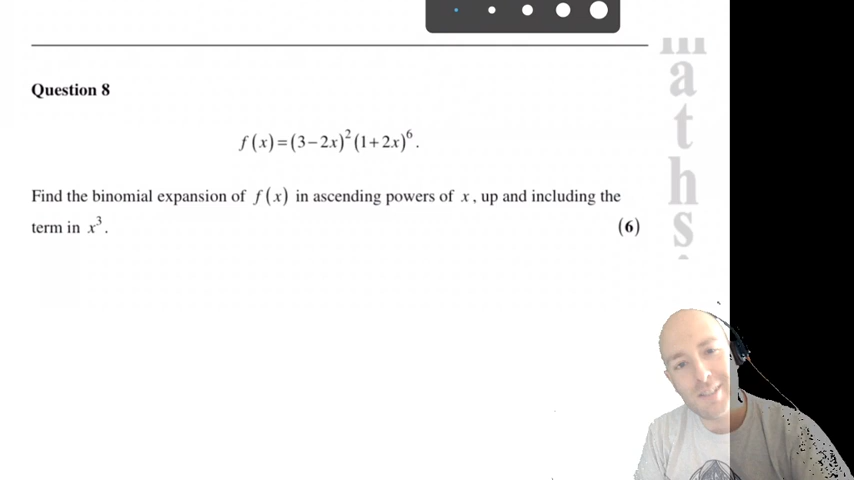 Question 8
f(x)=(3−2x)²(1+2x)⁶.
Find the binomial expansion of f(x) in ascending powers of x, up and including the
term in x³.
(6)
m
a
t
h
s
.